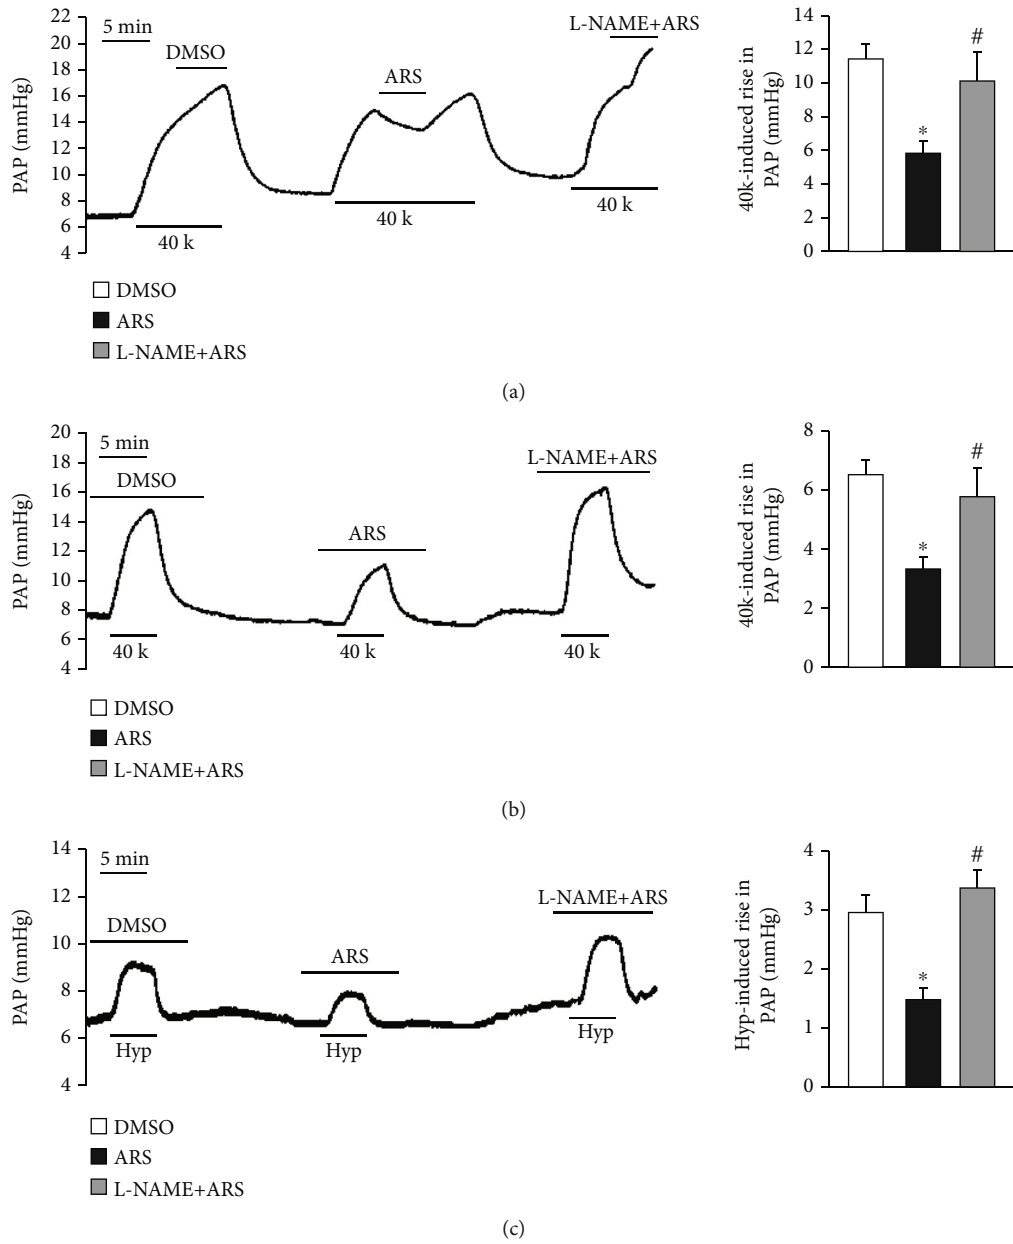 22
20
18
16
14
12
10
8
6
4
PAP (mmHg)
5 min
DMSO
ARS
L-NAME+ARS
40 k
40 k
40 k
14
12
10
8
6
4
2
0
40k-induced rise in
PAP (mmHg)
*
#
DMSO
ARS
L-NAME+ARS
(a)
20
18
16
14
12
10
8
6
4
PAP (mmHg)
5 min
DMSO
ARS
L-NAME+ARS
40 k
40 k
40 k
8
6
4
2
0
40k-induced rise in
PAP (mmHg)
*
#
DMSO
ARS
L-NAME+ARS
(b)
14
12
10
8
6
4
PAP (mmHg)
5 min
DMSO
ARS
L-NAME+ARS
Hyp
Hyp
Hyp
4
3
2
1
0
Hyp-induced rise in
PAP (mmHg)
*
#
DMSO
ARS
L-NAME+ARS
(c)